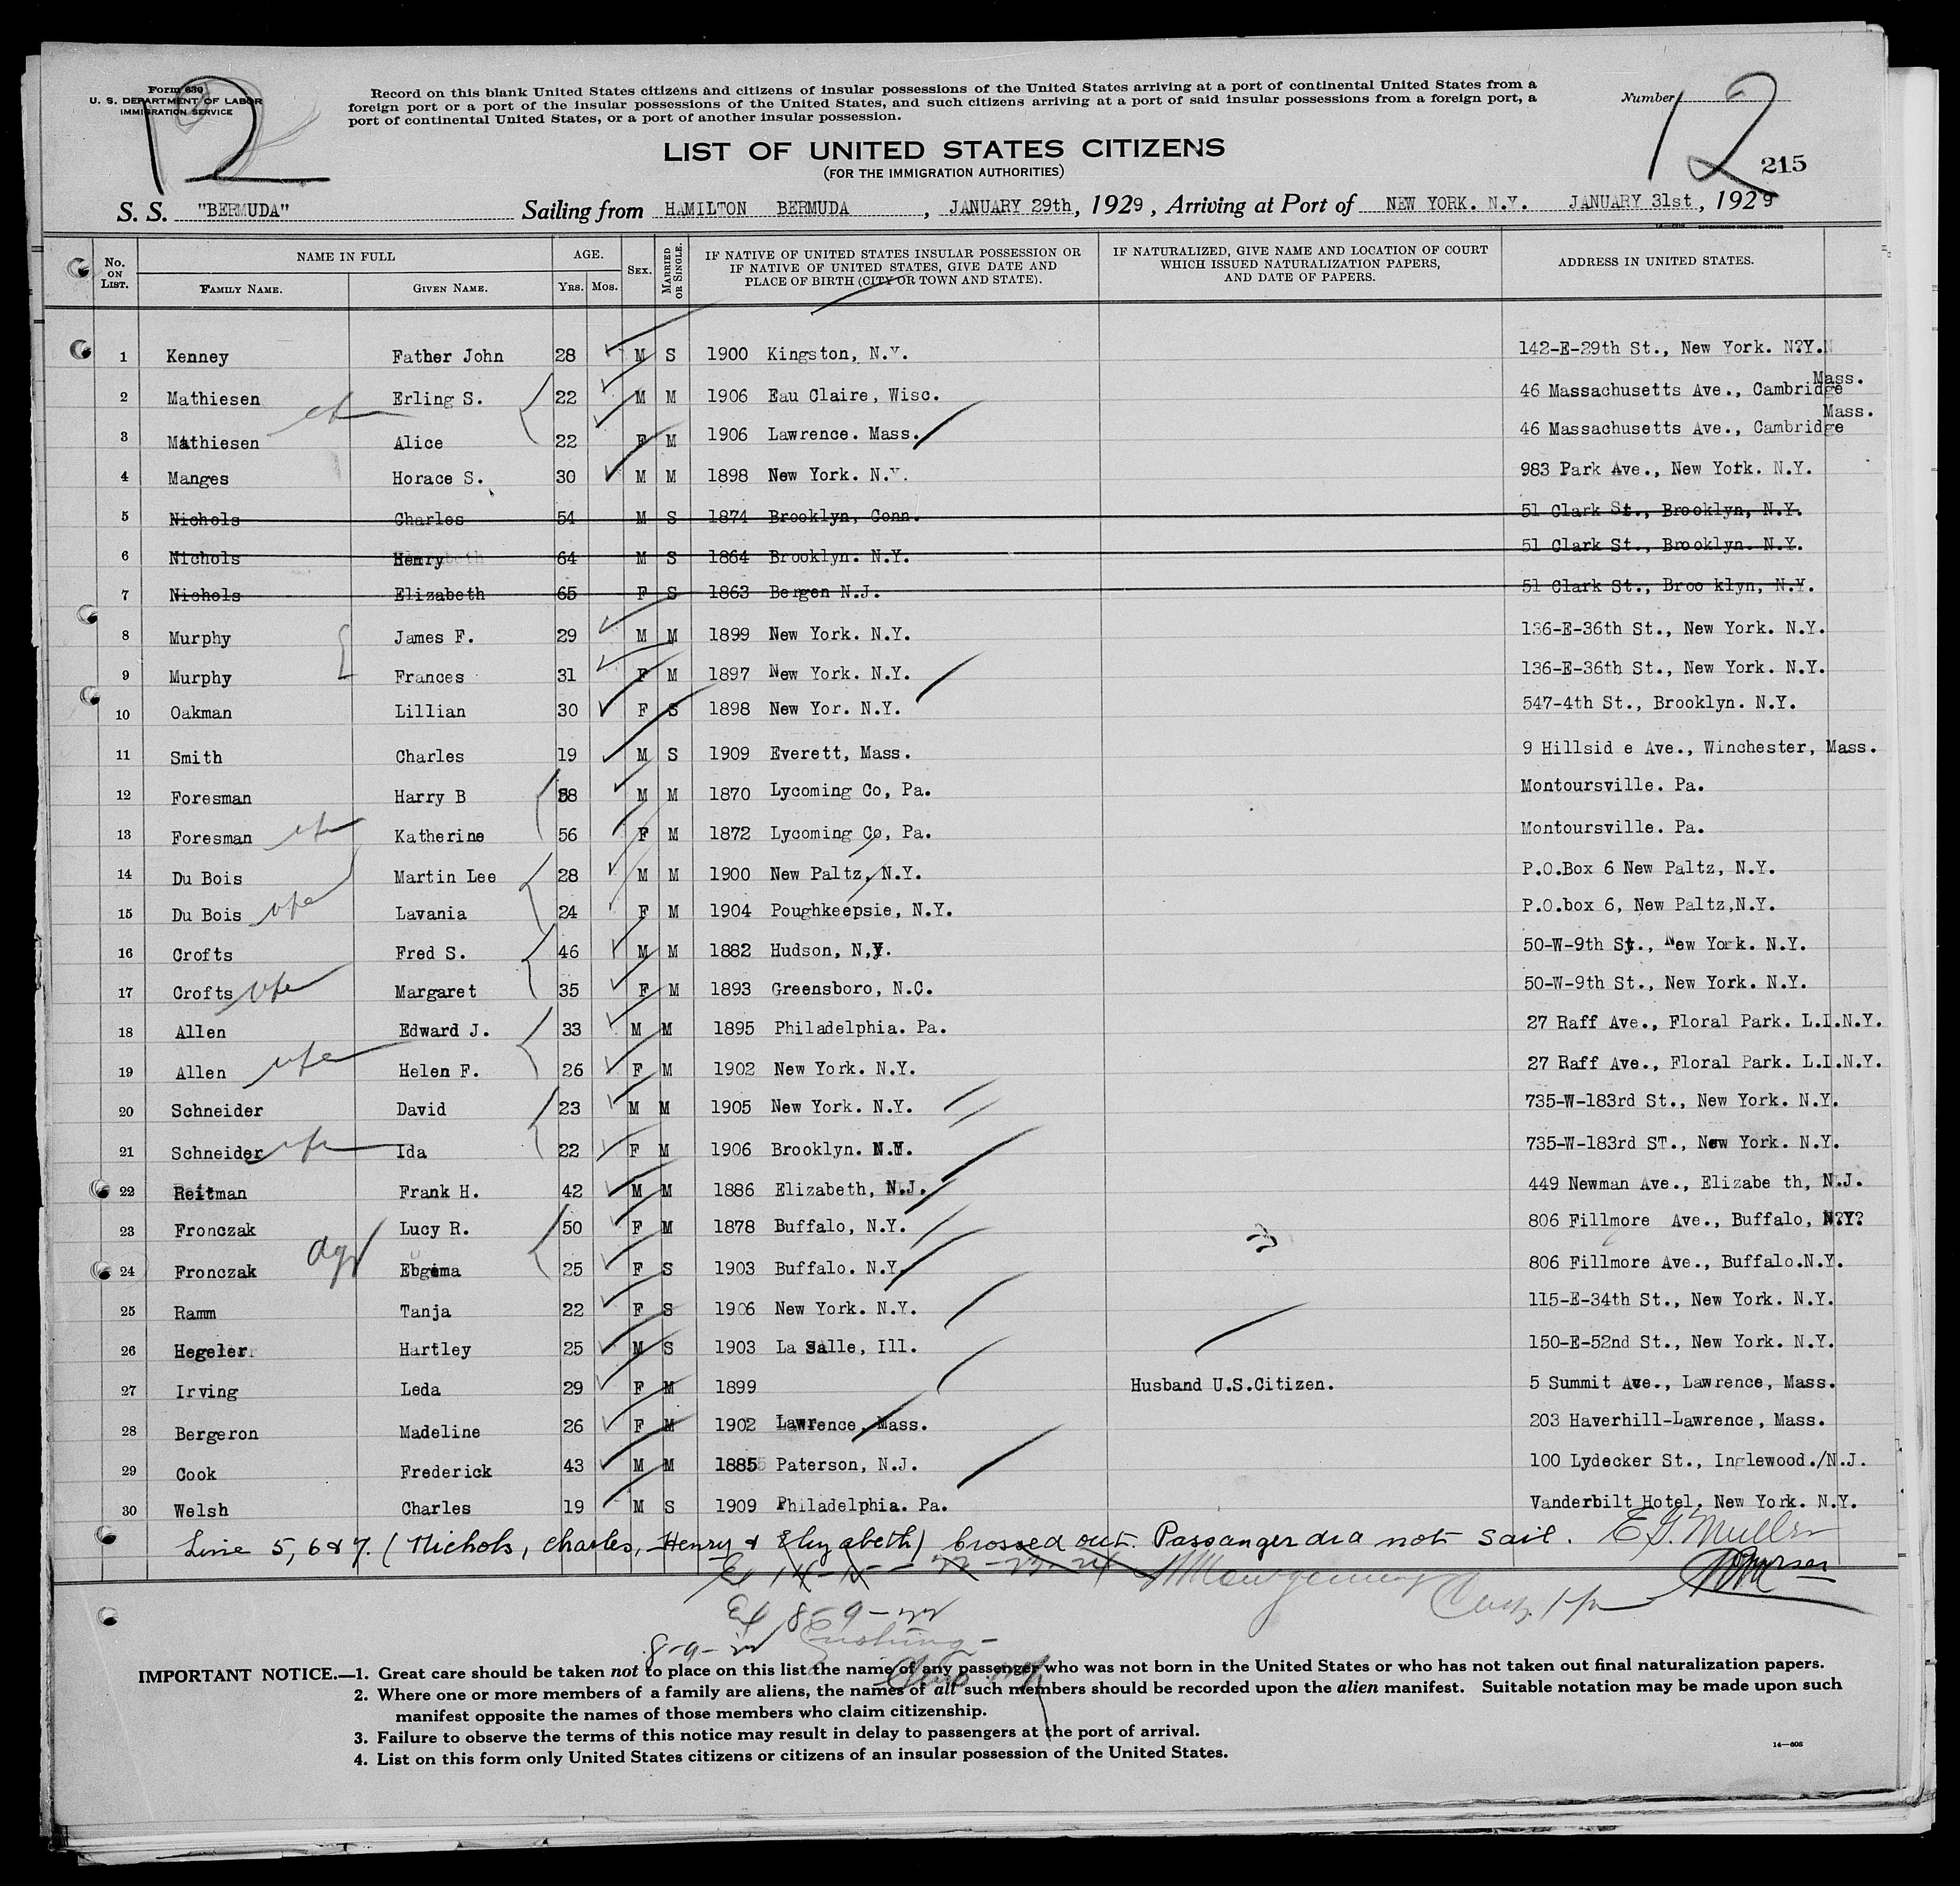 Form 630
U. S. DEPARTMENT OF LABOR
IMMIGRATION SERVICE
12
Record on this blank United States citizens and citizens of insular possessions of the United States arriving at a port of continental United States from a
foreign port or a port of the insular possessions of the United States, and such citizens arriving at a port of said insular possessions from a foreign port, a
port of continental United States, or a port of another insular possession.
Number 12
215
LIST OF UNITED STATES CITIZENS
(FOR THE IMMIGRATION AUTHORITIES)
S. S. "BERMUDA" Sailing from HAMILTON BERMUDA, JANUARY 29th, 1929, Arriving at Port of NEW YORK. N.Y. JANUARY 31st, 1929
No. ON LIST. NAME IN FULL FAMILY NAME. GIVEN NAME. AGE. YRS. MOS. SEX. MARRIED OR SINGLE. IF NATIVE OF UNITED STATES INSULAR POSSESSION OR IF NATIVE OF UNITED STATES, GIVE DATE AND PLACE OF BIRTH (CITY OR TOWN AND STATE). IF NATURALIZED, GIVE NAME AND LOCATION OF COURT WHICH ISSUED NATURALIZATION PAPERS, AND DATE OF PAPERS. ADDRESS IN UNITED STATES.
1 Kenney Father John 28 M S 1900 Kingston, N.Y. 142-E-29th St., New York. N?Y.
2 Mathiesen Erling S. 22 M M 1906 Eau Claire, Wisc. 46 Massachusetts Ave., Cambridge Mass.
3 Mathiesen Alice 22 F M 1906 Lawrence. Mass. 46 Massachusetts Ave., Cambridge Mass.
4 Manges Horace S. 30 M M 1898 New York. N.Y. 983 Park Ave., New York. N.Y.
5 Nichols Charles 54 M S 1874 Brooklyn, Conn. 51 Clark St., Brooklyn, N.Y.
6 Nichols Henry 64 M S 1864 Brooklyn. N.Y. 51 Clark St., Brooklyn. N.Y.
7 Nichols Elizabeth 65 F S 1863 Bergen N.J. 51 Clark St., Broo klyn, N.Y.
8 Murphy James F. 29 M M 1899 New York. N.Y. 136-E-36th St., New York. N.Y.
9 Murphy Frances 31 F M 1897 New York. N.Y. 136-E-36th St., New York. N.Y.
10 Oakman Lillian 30 F S 1898 New Yor. N.Y. 547-4th St., Brooklyn. N.Y.
11 Smith Charles 19 M S 1909 Everett, Mass. 9 Hillsid e Ave., Winchester, Mass.
12 Foresman Harry B 58 M M 1870 Lycoming Co, Pa. Montoursville. Pa.
13 Foresman Katherine 56 F M 1872 Lycoming Co, Pa. Montoursville. Pa.
14 Du Bois Martin Lee 28 M M 1900 New Paltz, N.Y. P.O.Box 6 New Paltz, N.Y.
15 Du Bois Lavania 24 F M 1904 Poughkeepsie, N.Y. P.O.box 6, New Paltz,N.Y.
16 Crofts Fred S. 46 M M 1882 Hudson, N,Y. 50-W-9th St., New York. N.Y.
17 Crofts Margaret 35 F M 1893 Greensboro, N.C. 50-W-9th St., New York. N.Y.
18 Allen Edward J. 33 M M 1895 Philadelphia. Pa. 27 Raff Ave., Floral Park. L.I.N.Y.
19 Allen Helen F. 26 F M 1902 New York. N.Y. 27 Raff Ave., Floral Park. L.I.N.Y.
20 Schneider David 23 M M 1905 New York. N.Y. 735-W-183rd St., New York. N.Y.
21 Schneider Ida 22 F M 1906 Brooklyn. N.Y. 735-W-183rd ST., New York. N.Y.
22 Reitman Frank H. 42 M M 1886 Elizabeth, N.J. 449 Newman Ave., Elizabe th, N.J.
23 Fronczak Lucy R. 50 F M 1878 Buffalo, N.Y. 806 Fillmore Ave., Buffalo, N?Y?
24 Fronczak 25 F S 1903 Buffalo. N.Y. 806 Fillmore Ave., Buffalo.N.Y.
25 Ramm Tanja 22 F S 1906 New York. N.Y. 115-E-34th St., New York. N.Y.
26 Hegeler Hartley 25 M S 1903 La Salle, Ill. 150-E-52nd St., New York. N.Y.
27 Irving Leda 29 F M 1899 Husband U.S.Citizen. 5 Summit Ave., Lawrence, Mass.
28 Bergeron Madeline 26 F M 1902 Lawrence, Mass. 203 Haverhill-Lawrence, Mass.
29 Cook Frederick 43 M M 1885 Paterson, N.J. 100 Lydecker St., Inglewood./N.J.
30 Welsh Charles 19 M S 1909 Philadelphia. Pa. Vanderbilt Hotel. New York. N.Y.
Line 5, 6 & 7. (Nichols, Charles, Henry & Elizabeth) crossed out. Passanger did not sail. E G. Muller
Purser
8-9-
IMPORTANT NOTICE.—1. Great care should be taken not to place on this list the name of any passenger who was not born in the United States or who has not taken out final naturalization papers.
2. Where one or more members of a family are aliens, the names of all such members should be recorded upon the alien manifest. Suitable notation may be made upon such
manifest opposite the names of those members who claim citizenship.
3. Failure to observe the terms of this notice may result in delay to passengers at the port of arrival.
4. List on this form only United States citizens or citizens of an insular possession of the United States.
14—608